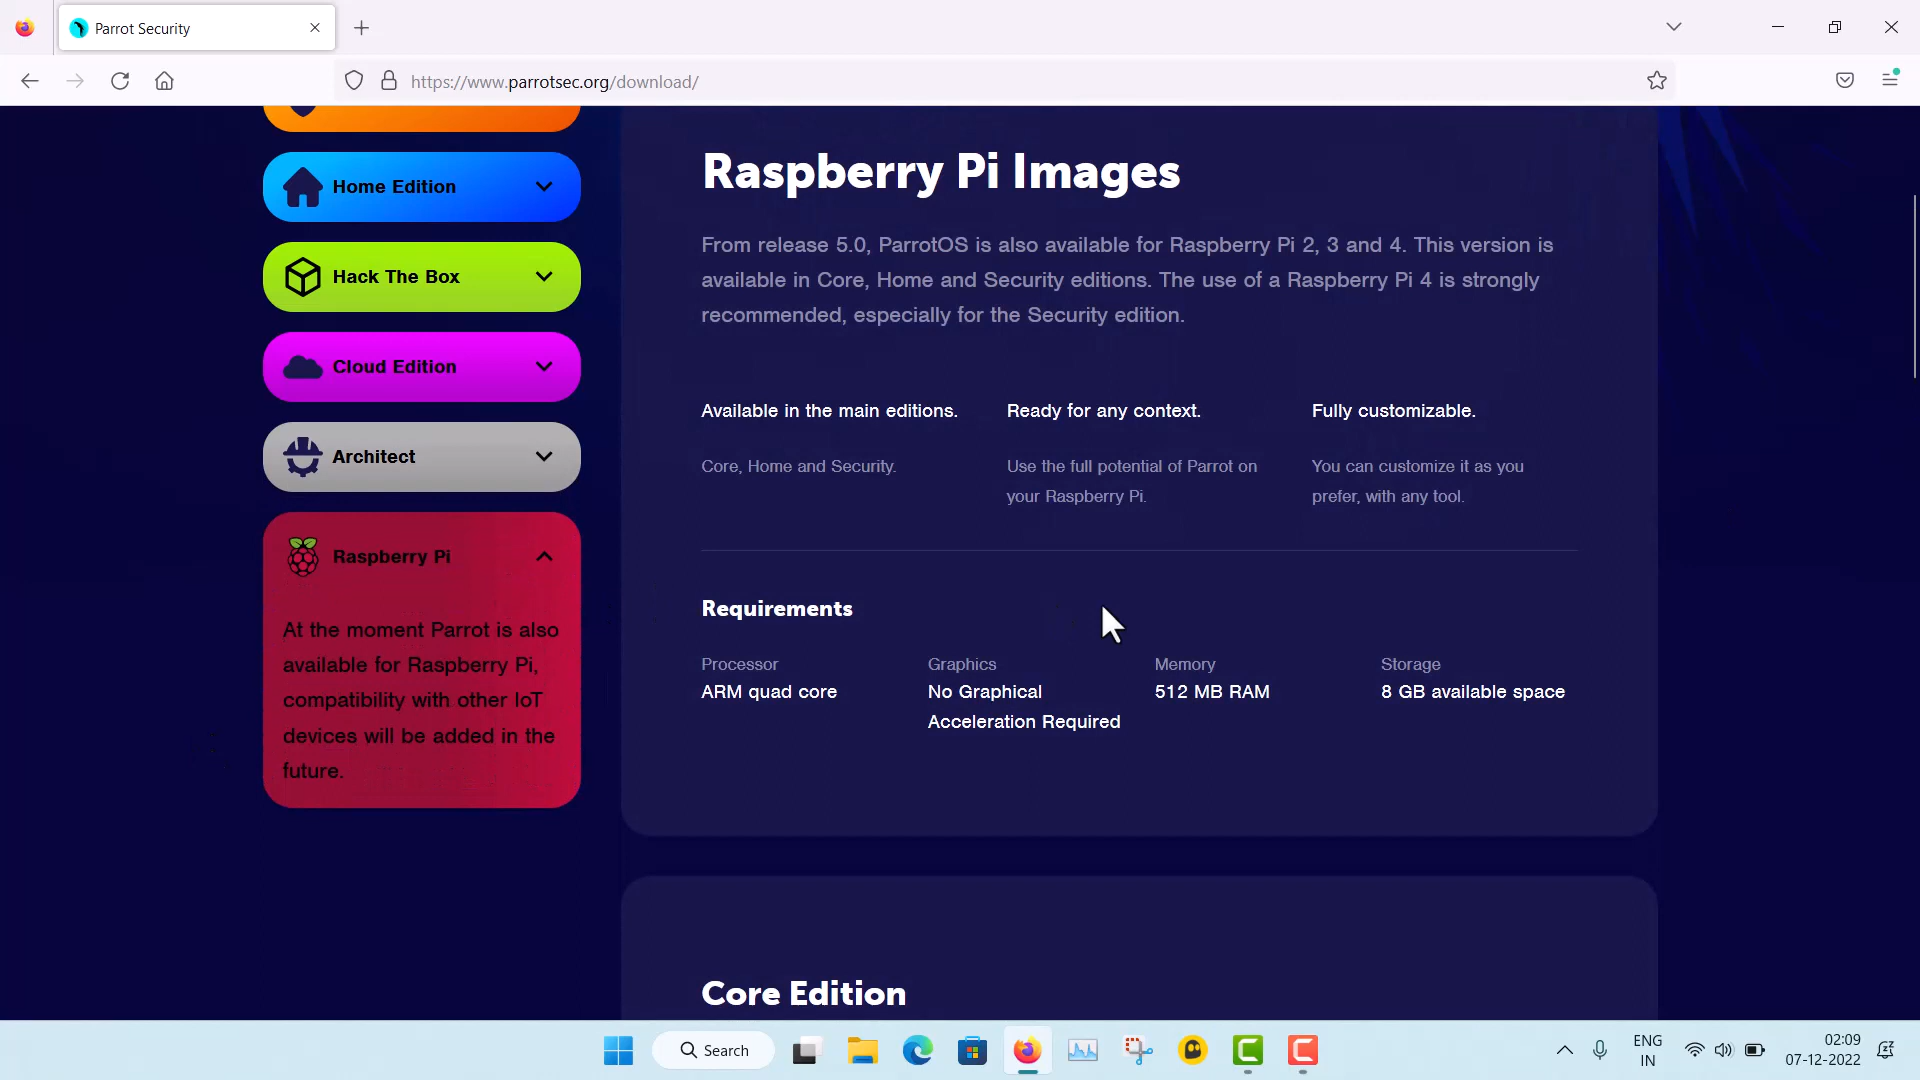 Parrot Security
https://www.parrotsec.org/download/
Home Edition
Hack The Box
Cloud Edition
Architect
Raspberry Pi
At the moment Parrot is also
available for Raspberry Pi,
compatibility with other IoT
devices will be added in the
future.
Raspberry Pi Images
From release 5.0, ParrotOS is also available for Raspberry Pi 2, 3 and 4. This version is
available in Core, Home and Security editions. The use of a Raspberry Pi 4 is strongly
recommended, especially for the Security edition.
Available in the main editions.
Core, Home and Security.
Ready for any context.
Use the full potential of Parrot on
your Raspberry Pi.
Fully customizable.
You can customize it as you
prefer, with any tool.
Requirements
Processor
ARM quad core
Graphics
No Graphical
Acceleration Required
Memory
512 MB RAM
Storage
8 GB available space
Core Edition
Search
ENG
IN
02:09
07-12-2022